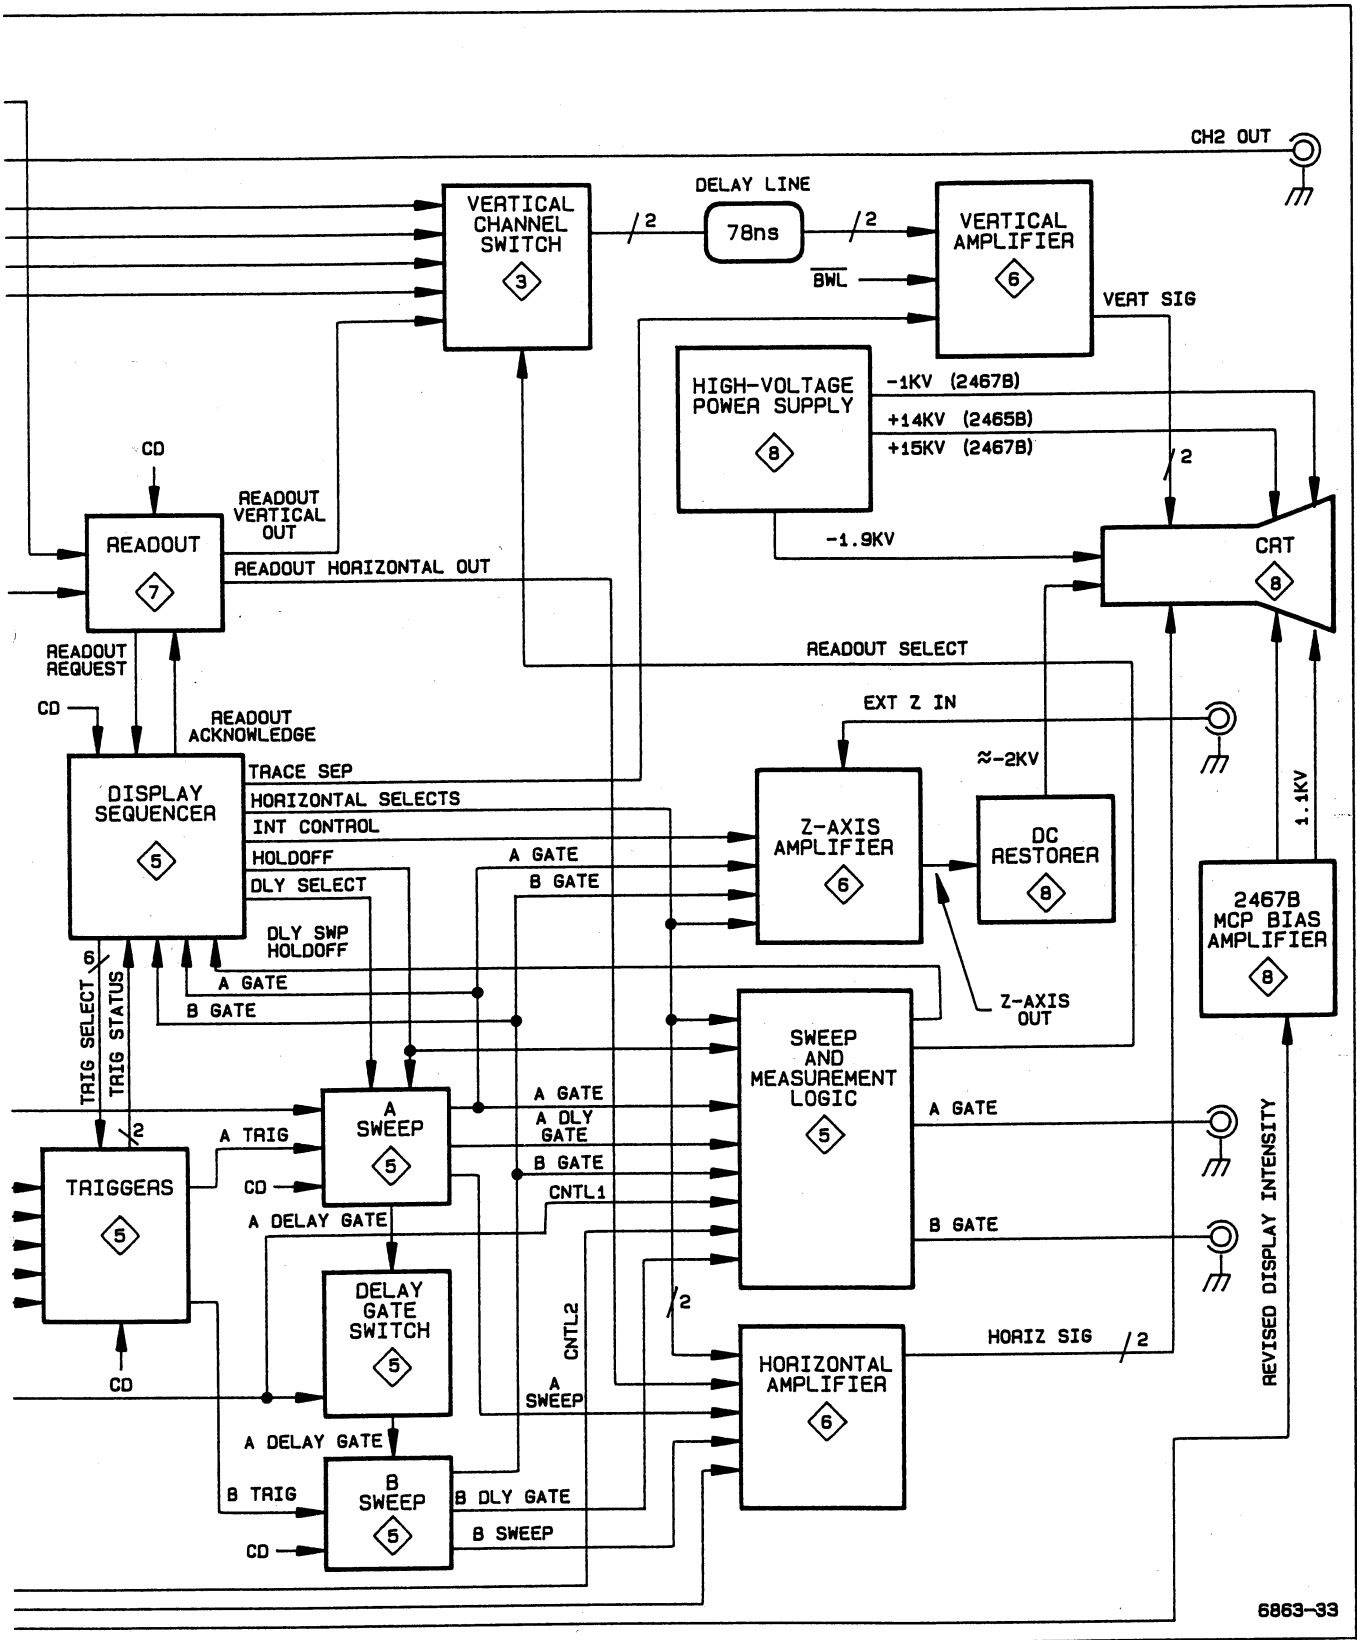 CH2 OUT
DELAY LINE
VERTICAL
CHANNEL
SWITCH
3
2
78ns
2
VERTICAL
AMPLIFIER
6
BWL
VERT SIG
HIGH-VOLTAGE
POWER SUPPLY
8
-1KV (2467B)
+14KV (2465B)
+15KV (2467B)
2
-1.9KV
CD
READOUT
VERTICAL
OUT
READOUT
7
READOUT HORIZONTAL OUT
CRT
8
READOUT
REQUEST
READOUT SELECT
CD
READOUT
ACKNOWLEDGE
EXT Z IN
≈-2KV
1.1KV
DISPLAY
SEQUENCER
5
TRACE SEP
HORIZONTAL SELECTS
INT CONTROL
HOLDOFF
DLY SELECT
A GATE
B GATE
Z-AXIS
AMPLIFIER
6
DC
RESTORER
8
2467B
MCP BIAS
AMPLIFIER
8
DLY SWP
HOLDOFF
6
TRIG SELECT
TRIG STATUS
A GATE
B GATE
Z-AXIS
OUT
SWEEP
AND
MEASUREMENT
LOGIC
5
2
A TRIG
A
SWEEP
5
CD
A GATE
A DLY
GATE
B GATE
CNTL1
A GATE
B GATE
TRIGGERS
5
CD
A DELAY GATE
DELAY
GATE
SWITCH
5
CNTL2
2
REVISED DISPLAY INTENSITY
HORIZONTAL
AMPLIFIER
6
HORIZ SIG
2
A
SWEEP
A DELAY GATE
B TRIG
B
SWEEP
5
CD
B DLY GATE
B SWEEP
6863-33